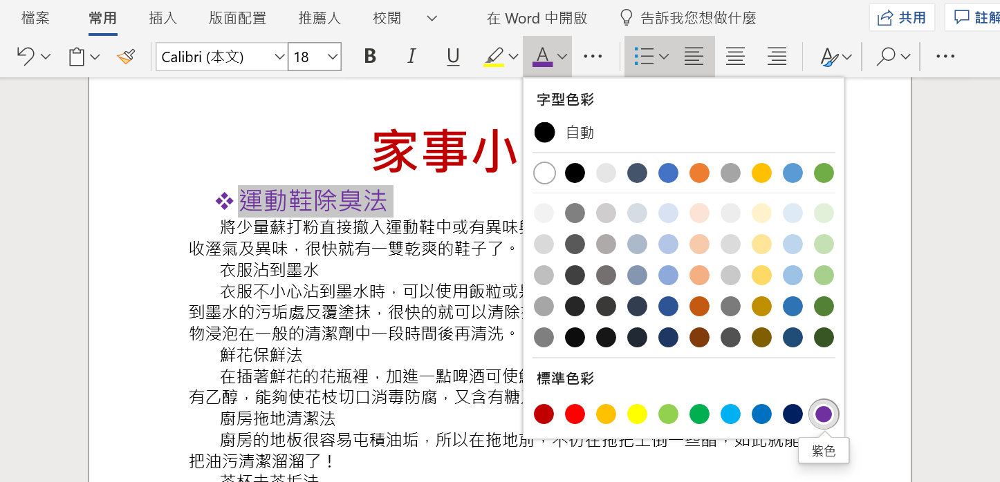 檔案 常用 插入 版面配置 推薦人 校閱 在 Word 中開啟 告訴我您想做什麼 共用 註解
Calibri (本文) 18 B I U A A
字型色彩
自動
家事小
運動鞋除臭法
將少量蘇打粉直接撤入運動鞋中或有異味
收溼氣及異味，很快就有一雙乾爽的鞋子了。
衣服沾到墨水
衣服不小心沾到墨水時，可以使用飯粒或
到墨水的污垢處反覆塗抹，很快的就可以清除
物浸泡在一般的清潔劑中一段時間後再清洗。
鮮花保鮮法
在插著鮮花的花瓶裡，加進一點啤酒可使
有乙醇，能夠使花枝切口消毒防腐，又含有糖
標準色彩
廚房拖地清潔法
廚房的地板很容易屯積油垢，所以在拖地前，不仿在拖把上倒一些醋，如此就能
把油污清潔溜溜了！
紫色
茶杯去茶垢法